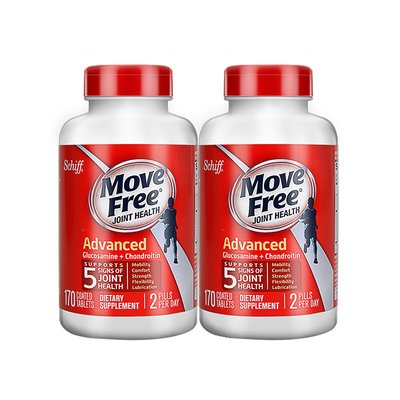 Schiff
Move
Free®
JOINT HEALTH
Advanced
Glucosamine + Chondroitin
SUPPORTS
5 SIGNS OF
JOINT
HEALTH
Mobility
Comfort
Strength
Flexibility
Lubrication
170 COATED
TABLETS
DIETARY
SUPPLEMENT
2 PILLS
PER DAY
Schiff
Move
Free®
JOINT HEALTH
Advanced
Glucosamine + Chondroitin
SUPPORTS
5 SIGNS OF
JOINT
HEALTH
Mobility
Comfort
Strength
Flexibility
Lubrication
170 COATED
TABLETS
DIETARY
SUPPLEMENT
2 PILLS
PER DAY